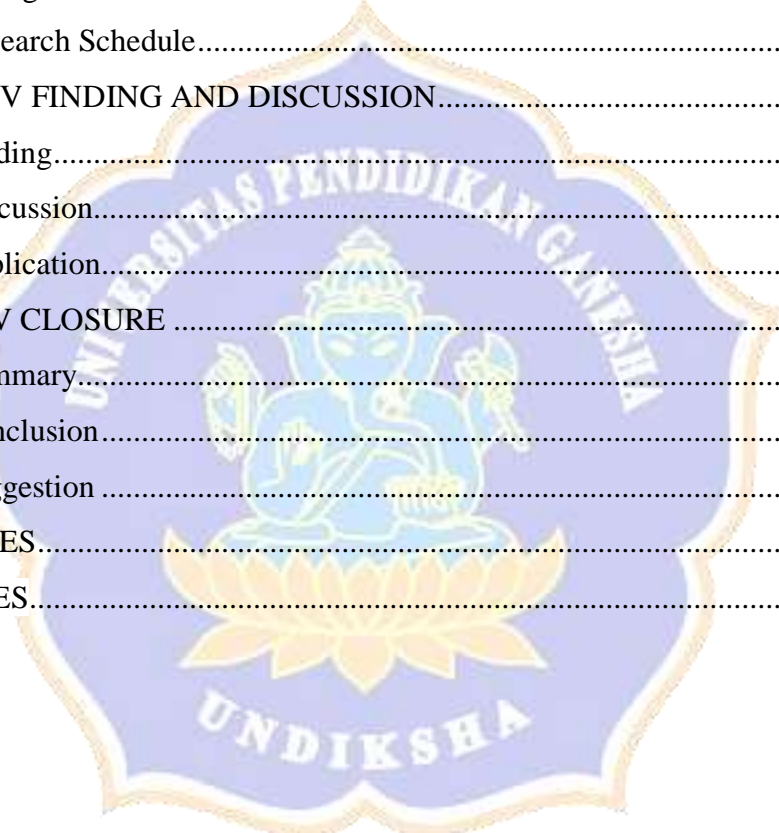 earch Schedule..........................................................................
V FINDING AND DISCUSSION............................................
ding...............................................................................................
cussion..........................................................................................
plication........................................................................................
V CLOSURE ..............................................................................
mmary...........................................................................................
nclusion........................................................................................
ggestion ........................................................................................
ES.................................................................................................
ES..................................................................................................
UNIVERSITAS PENDIDIKAN GANESHA
UNDIKSHA